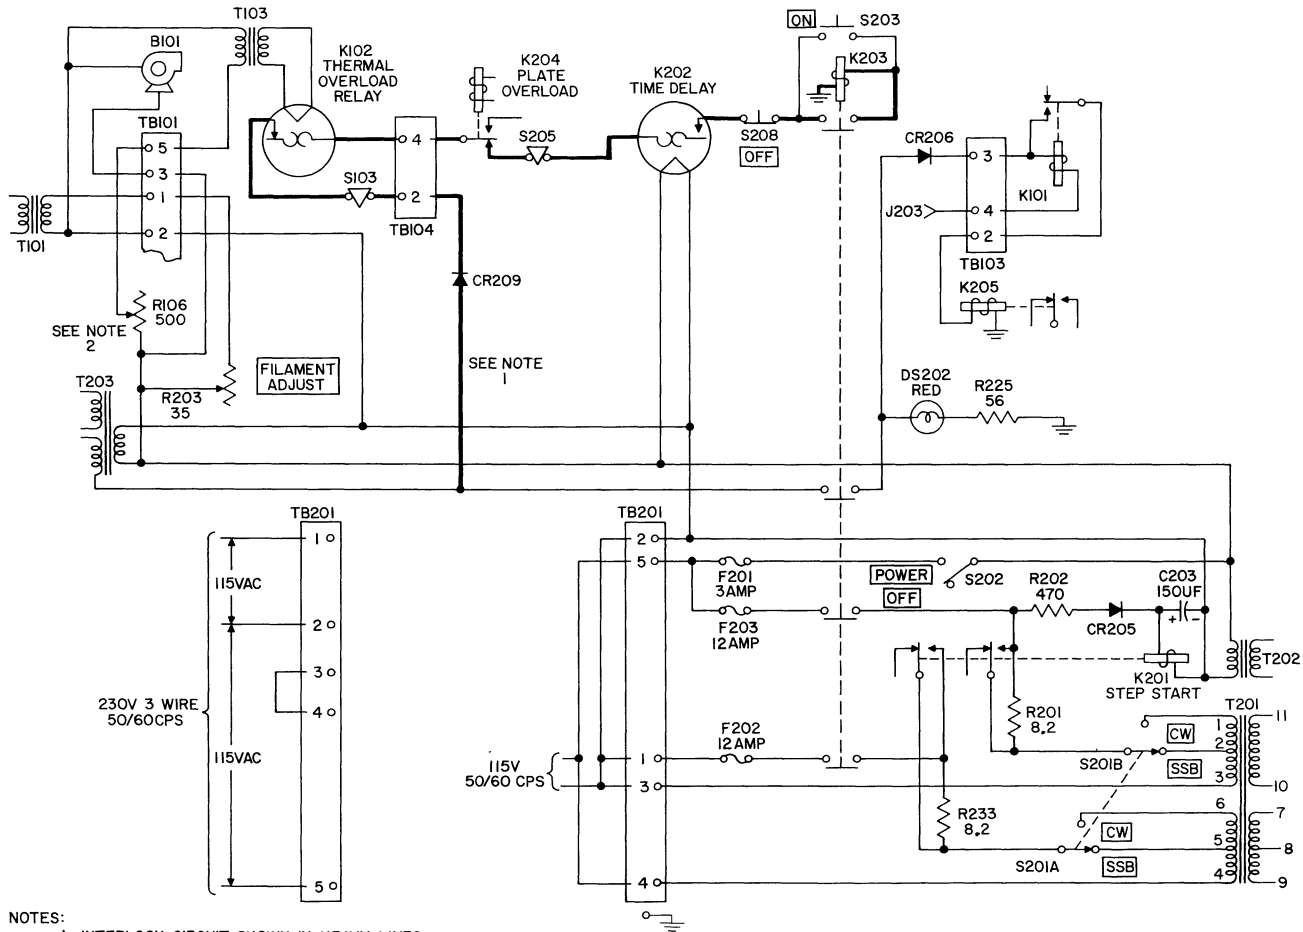 T103
B101
K102
THERMAL
OVERLOAD
RELAY
K204
PLATE
OVERLOAD
K202
TIME DELAY
ON
S203
K203
TB101
5
3
1
2
T101
S103
4
2
TB104
S205
S208
OFF
CR206
3
4
2
J203
K101
TB103
K205
CR209
R106
500
SEE NOTE
2
SEE NOTE
1
FILAMENT
ADJUST
R203
35
T203
DS202
RED
R225
56
TB201
1
2
3
4
5
115VAC
115VAC
230V 3 WIRE
50/60CPS
TB201
2
5
1
3
4
115V
50/60 CPS
F201
3AMP
F203
12AMP
F202
12AMP
POWER
OFF
S202
R202
470
CR205
C203
150UF
+
-
K201
STEP START
T202
R201
8.2
R233
8.2
S201B
CW
SSB
S201A
CW
SSB
T201
1
2
3
6
5
4
11
10
7
8
9
NOTES: